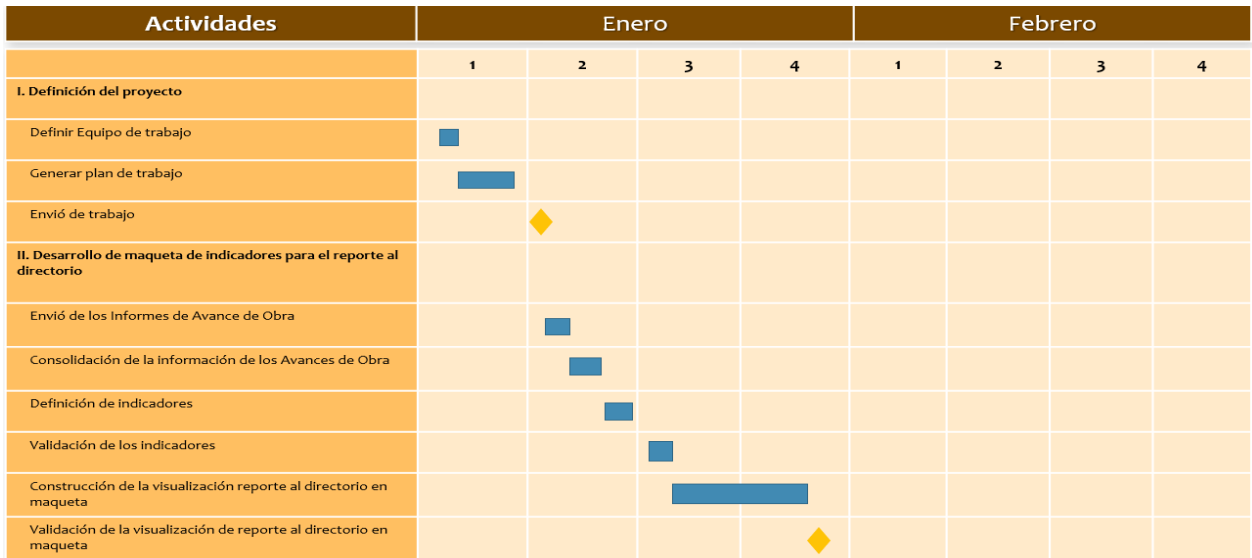 Actividades Enero Febrero
1 2 3 4 1 2 3 4
I. Definición del proyecto
Definir Equipo de trabajo
Generar plan de trabajo
Envió de trabajo
II. Desarrollo de maqueta de indicadores para el reporte al
directorio
Envió de los Informes de Avance de Obra
Consolidación de la información de los Avances de Obra
Definición de indicadores
Validación de los indicadores
Construcción de la visualización reporte al directorio en
maqueta
Validación de la visualización de reporte al directorio en
maqueta